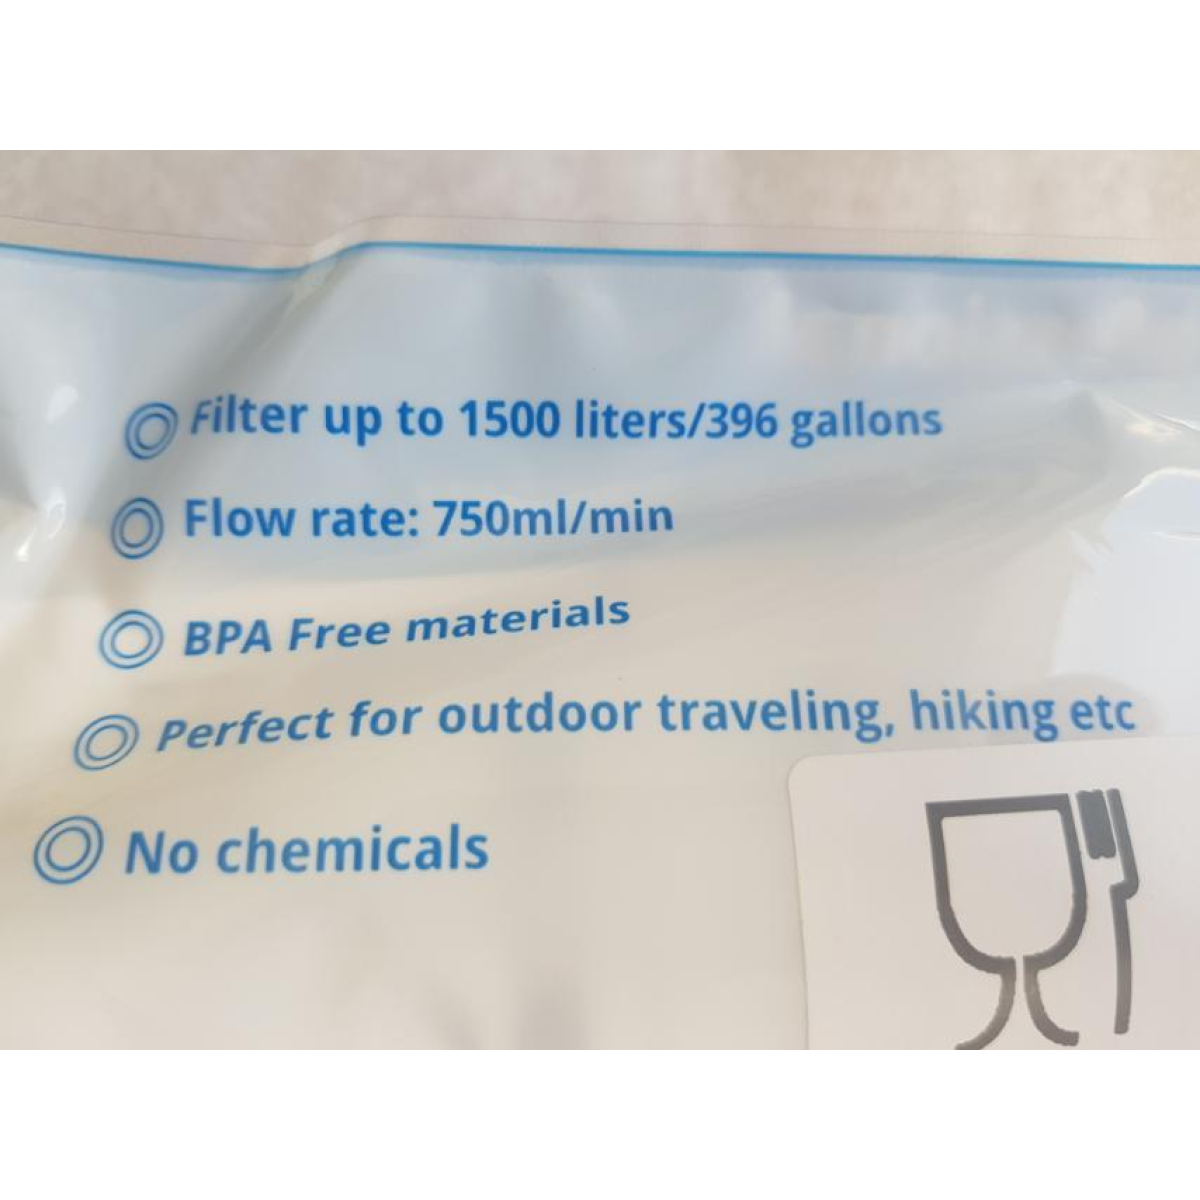 Filter up to 1500 liters/396 gallons
Flow rate: 750ml/min
BPA Free materials
Perfect for outdoor traveling, hiking etc
No chemicals